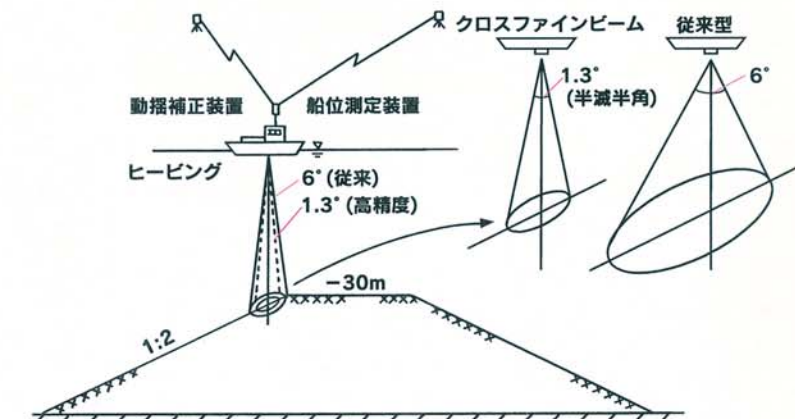 クロスファインビーム
従来型
1.3°
(半減半角)
6°
動揺補正装置
船位測定装置
ヒービング
6°(従来)
1.3°(高精度)
−30m
1:2